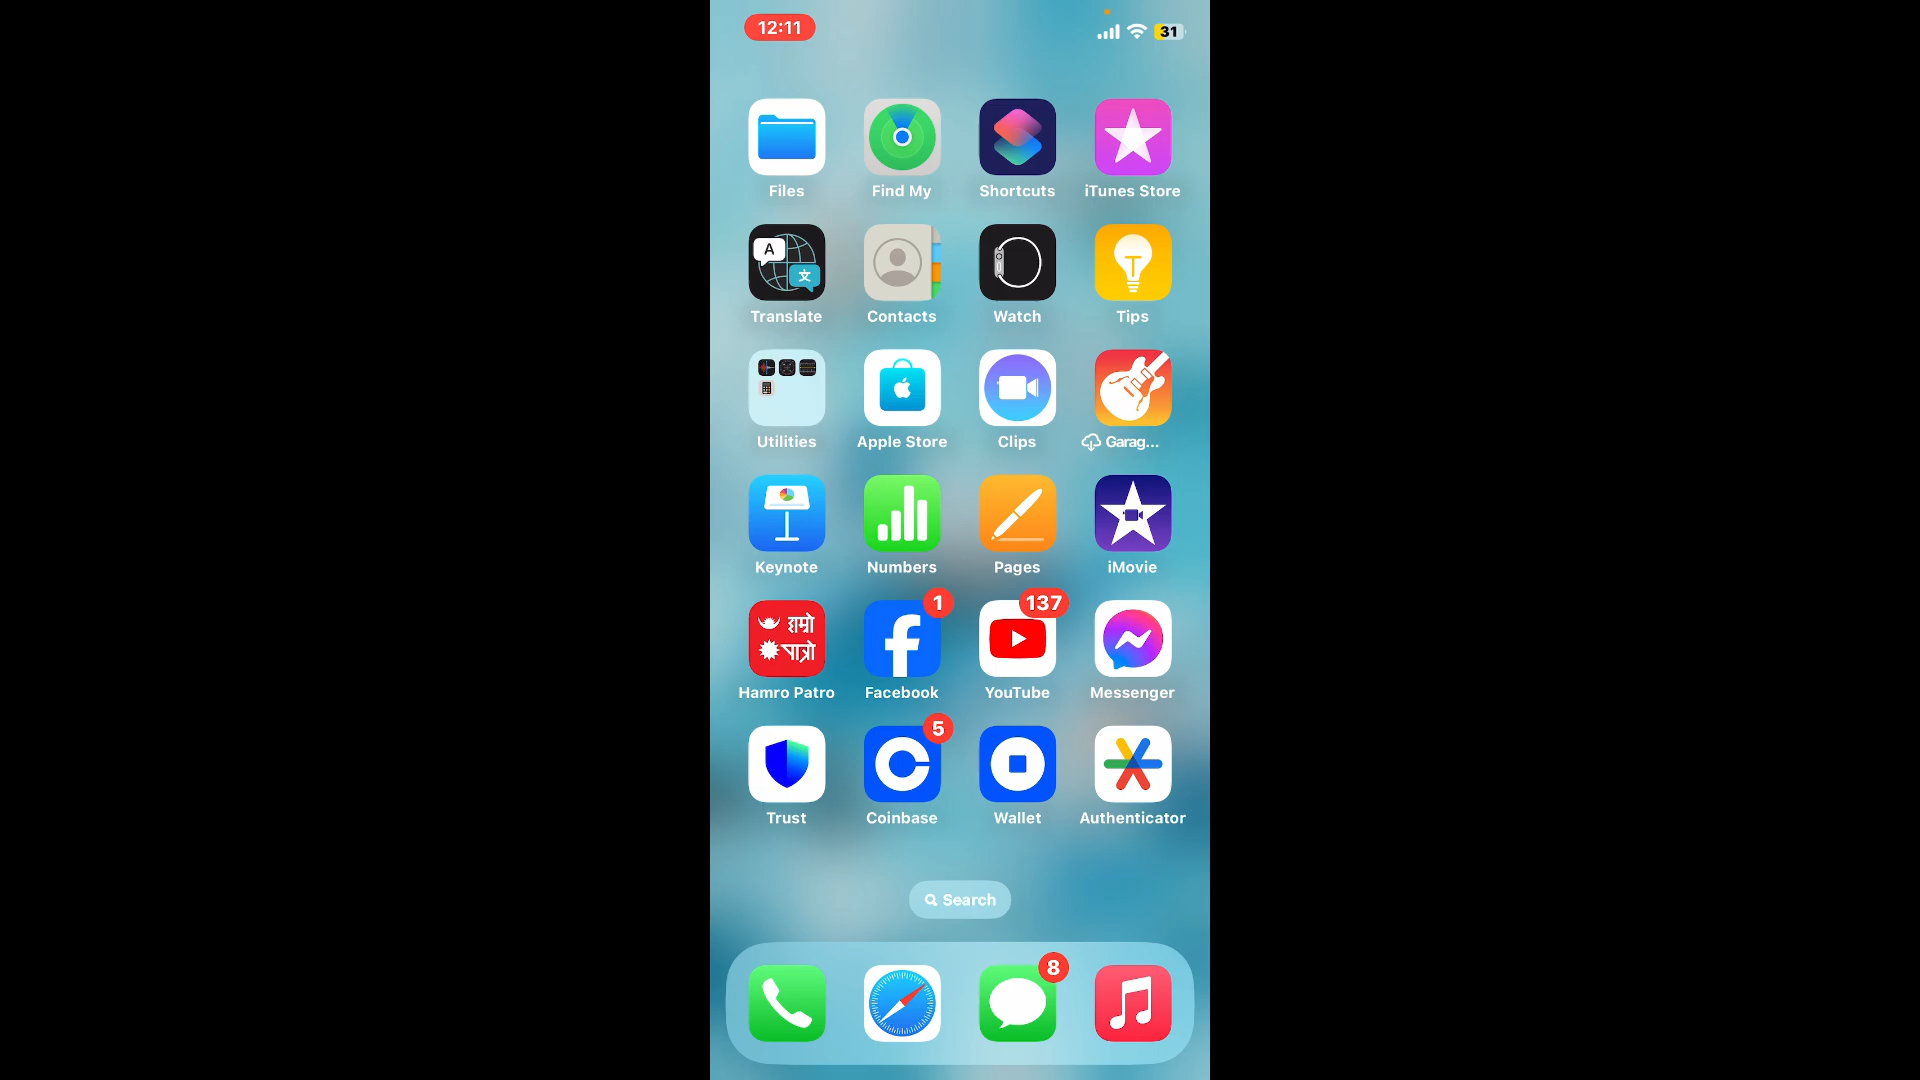 12:11
31
Files Find My Shortcuts iTunes Store
A 文
Translate Contacts Watch Tips
Utilities Apple Store Clips Garag...
Keynote Numbers Pages iMovie
1 137
हाम्रो
पात्रो
Hamro Patro Facebook YouTube Messenger
5
Trust Coinbase Wallet Authenticator
Search
8